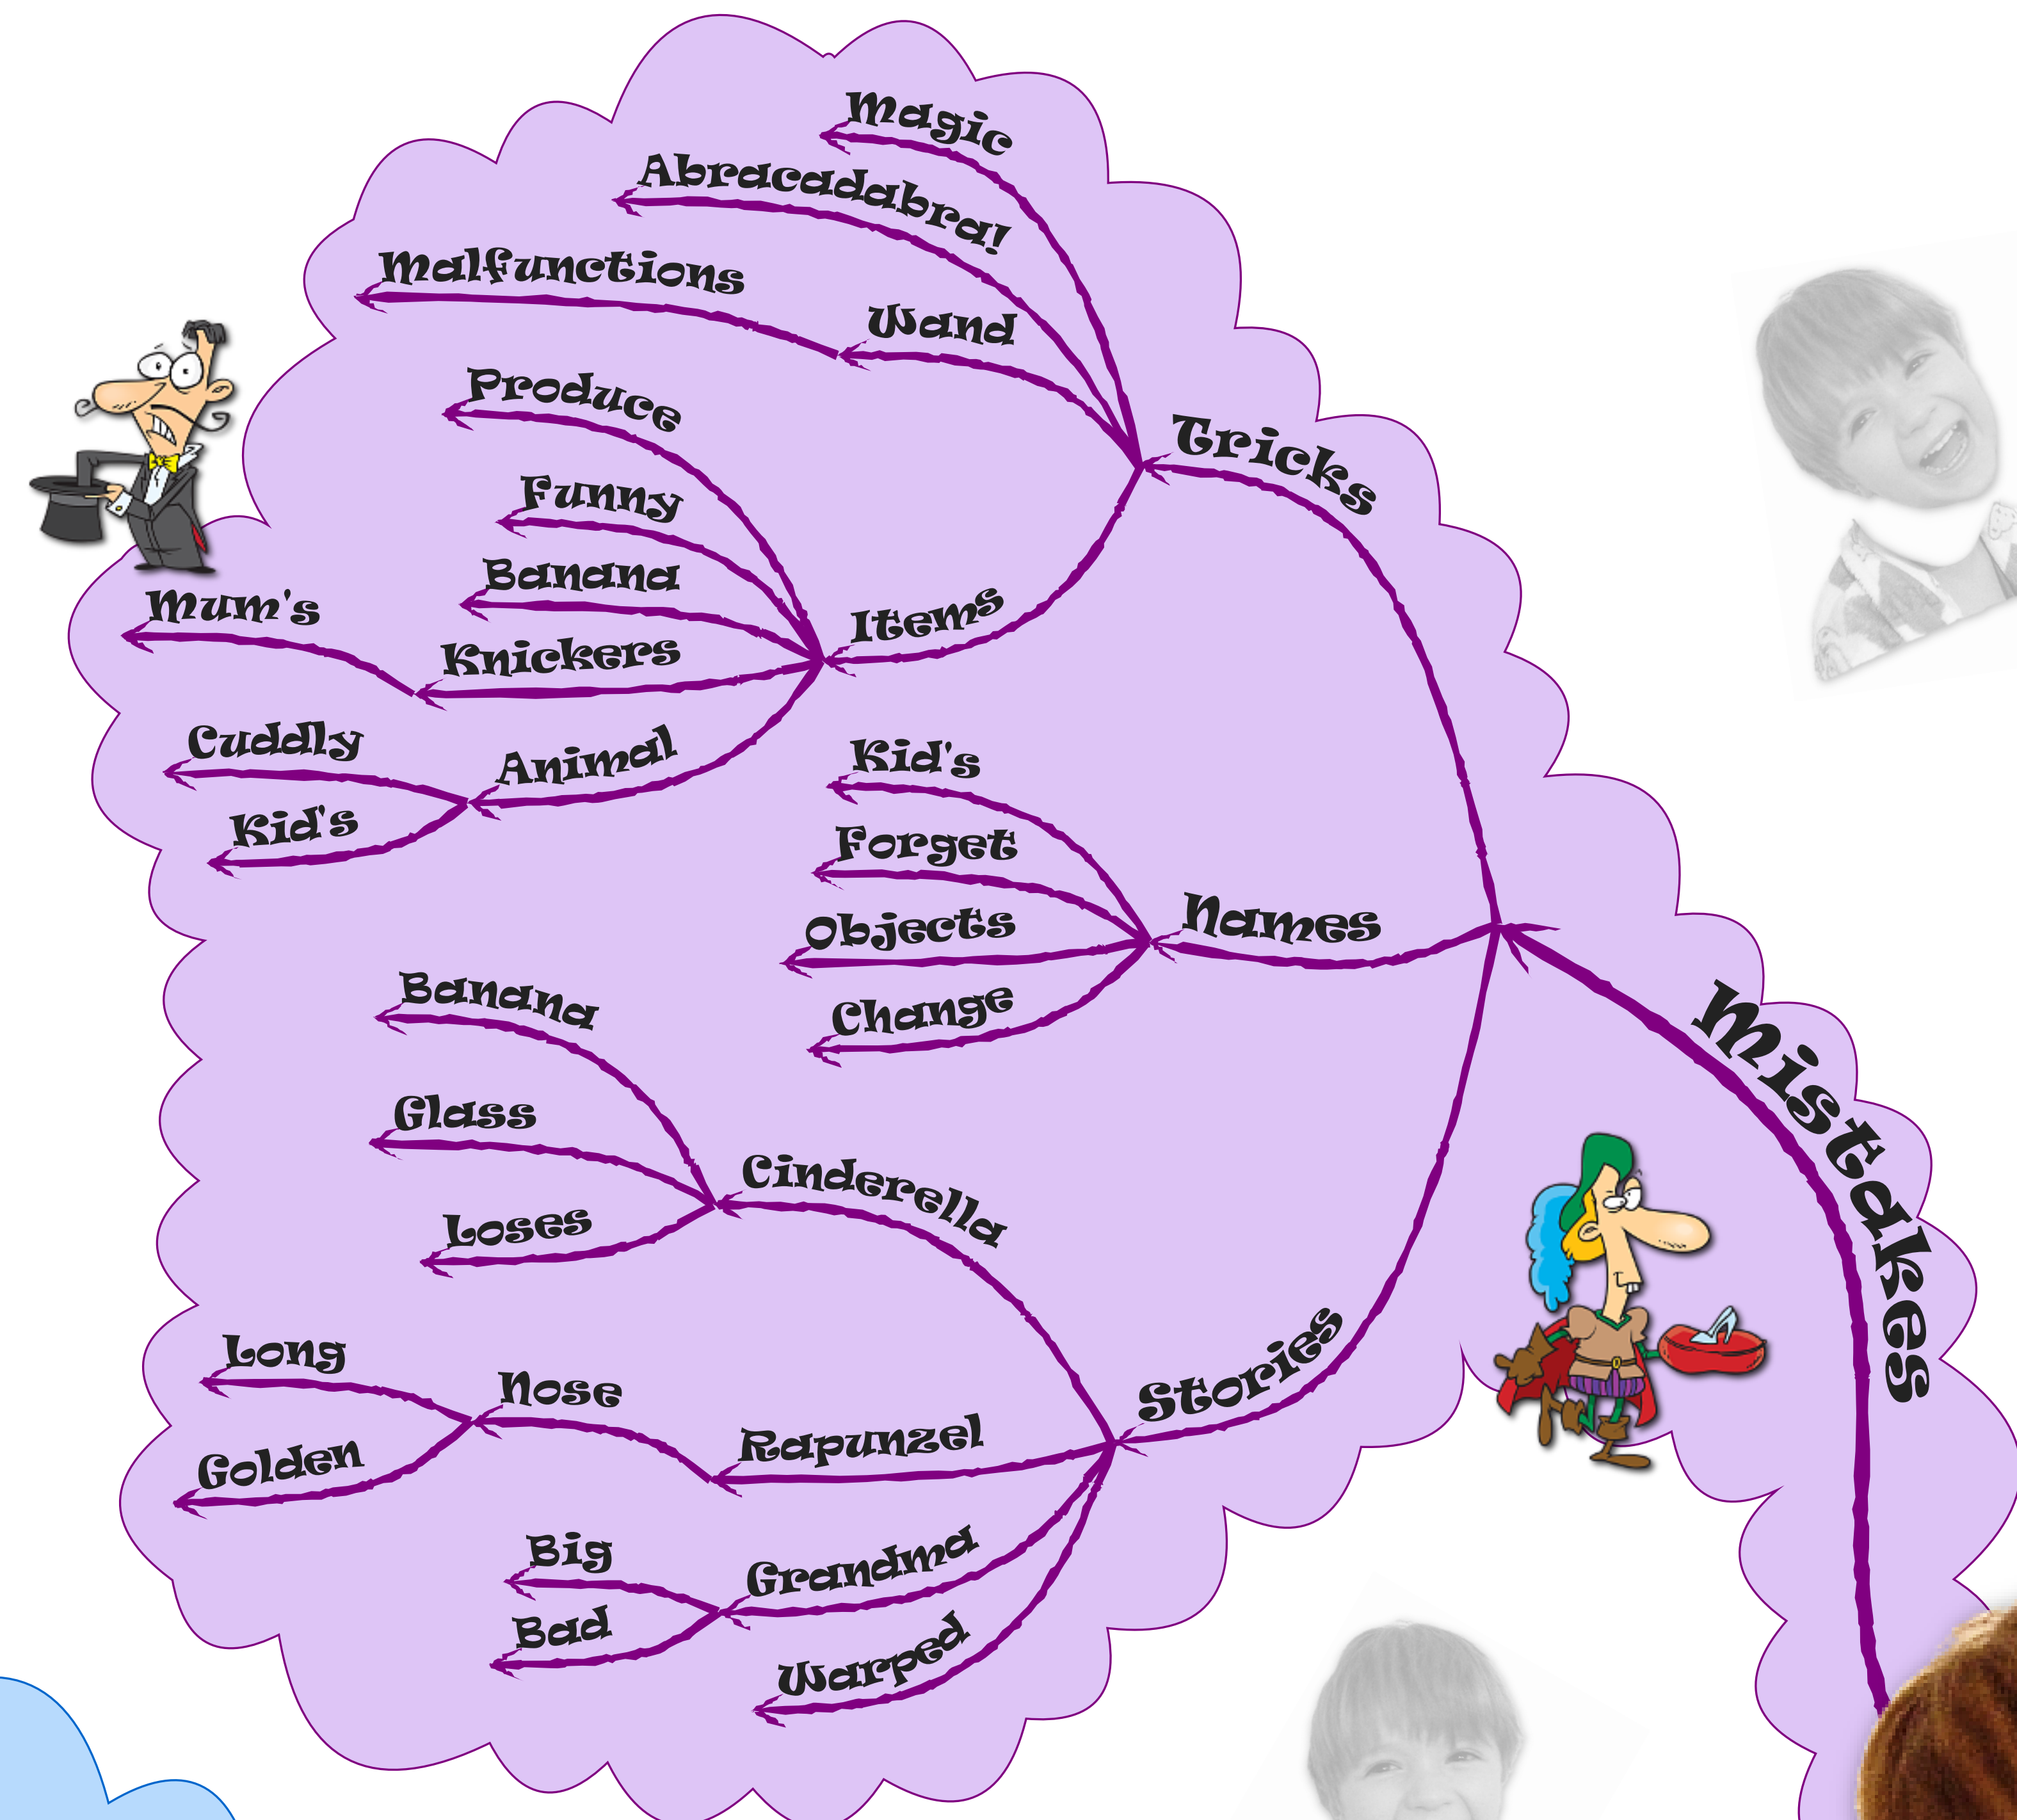 Mistakes
Tricks
Magic
Abracadabra!
Wand
Malfunctions
Items
Produce
Funny
Banana
Knickers
Mum's
Animal
Cuddly
Kid's
Names
Kid's
Forget
Objects
Change
Stories
Cinderella
Banana
Glass
Loses
Rapunzel
Nose
Long
Golden
Grandma
Big
Bad
Warped